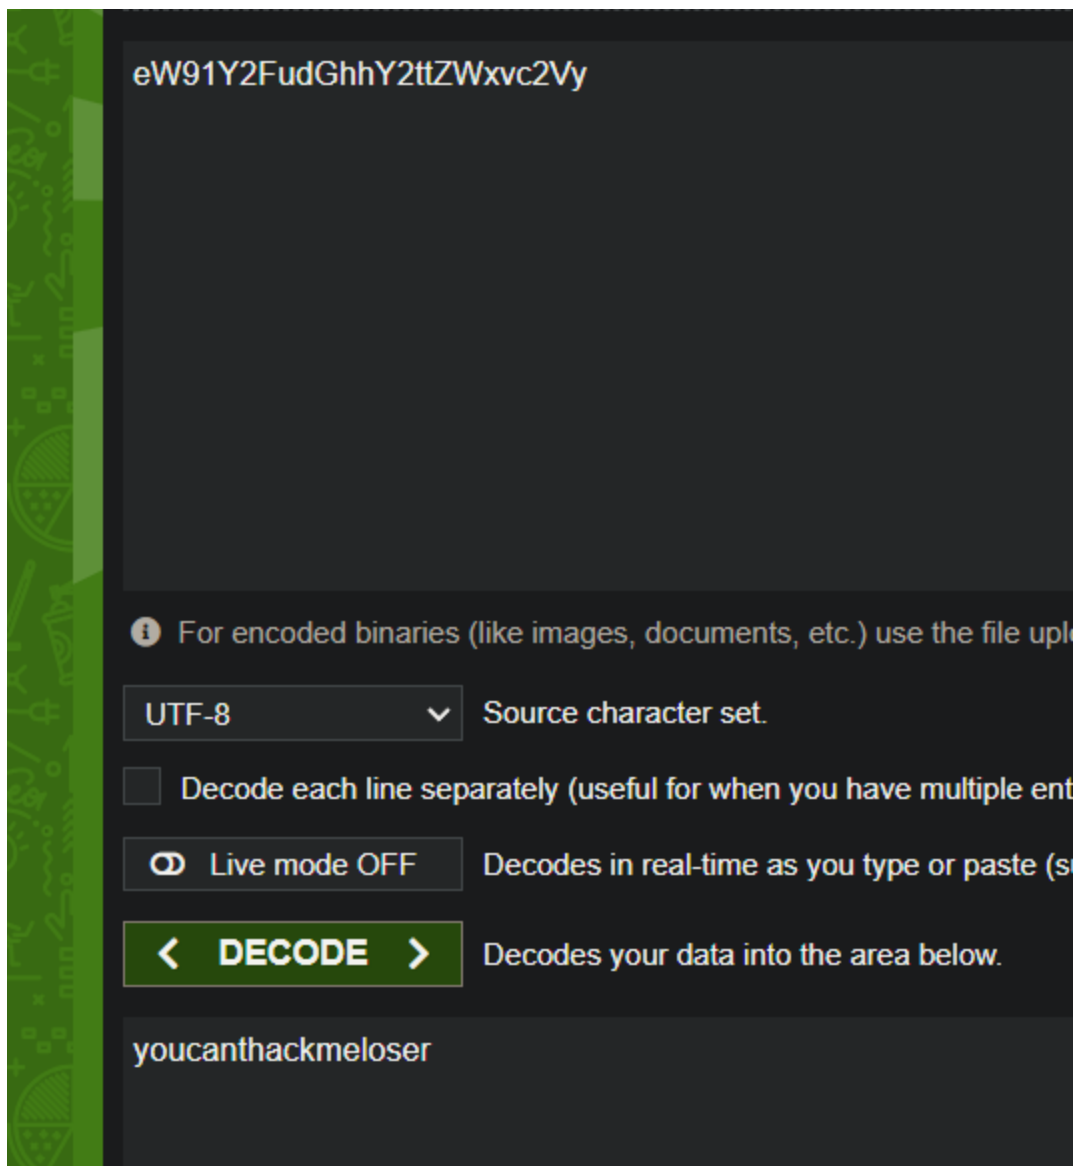 eW91Y2FudGhhY2ttZWxvc2Vy
For encoded binaries (like images, documents, etc.) use the file
UTF-8 Source character set.
Decode each line separately (useful for when you have multiple
Live mode OFF Decodes in real-time as you type or paste
< DECODE > Decodes your data into the area below.
youcanthackmeloser